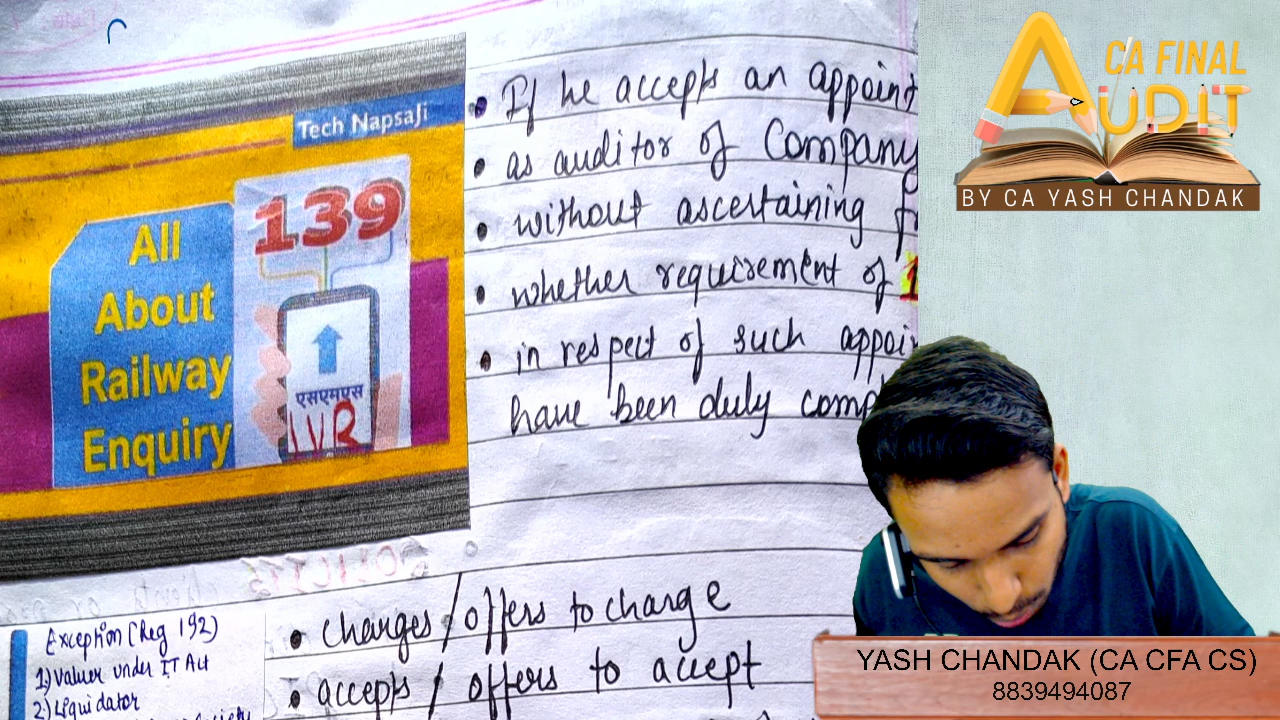 Tech Napsaji
139
All
About
Railway
Enquiry
एसएमएस
IVR
• If he accepts an appoint
• as auditor of Company
• without ascertaining fr
• whether requirement of 1
• in respect of such appoi
have been duly comp
Exception (Reg 192)
1) Valuer under IT Act
2) Liquidator
• charges / offers to charge
• accepts / offers to accept
CA FINAL
AUDIT
BY CA YASH CHANDAK
YASH CHANDAK (CA CFA CS)
8839494087